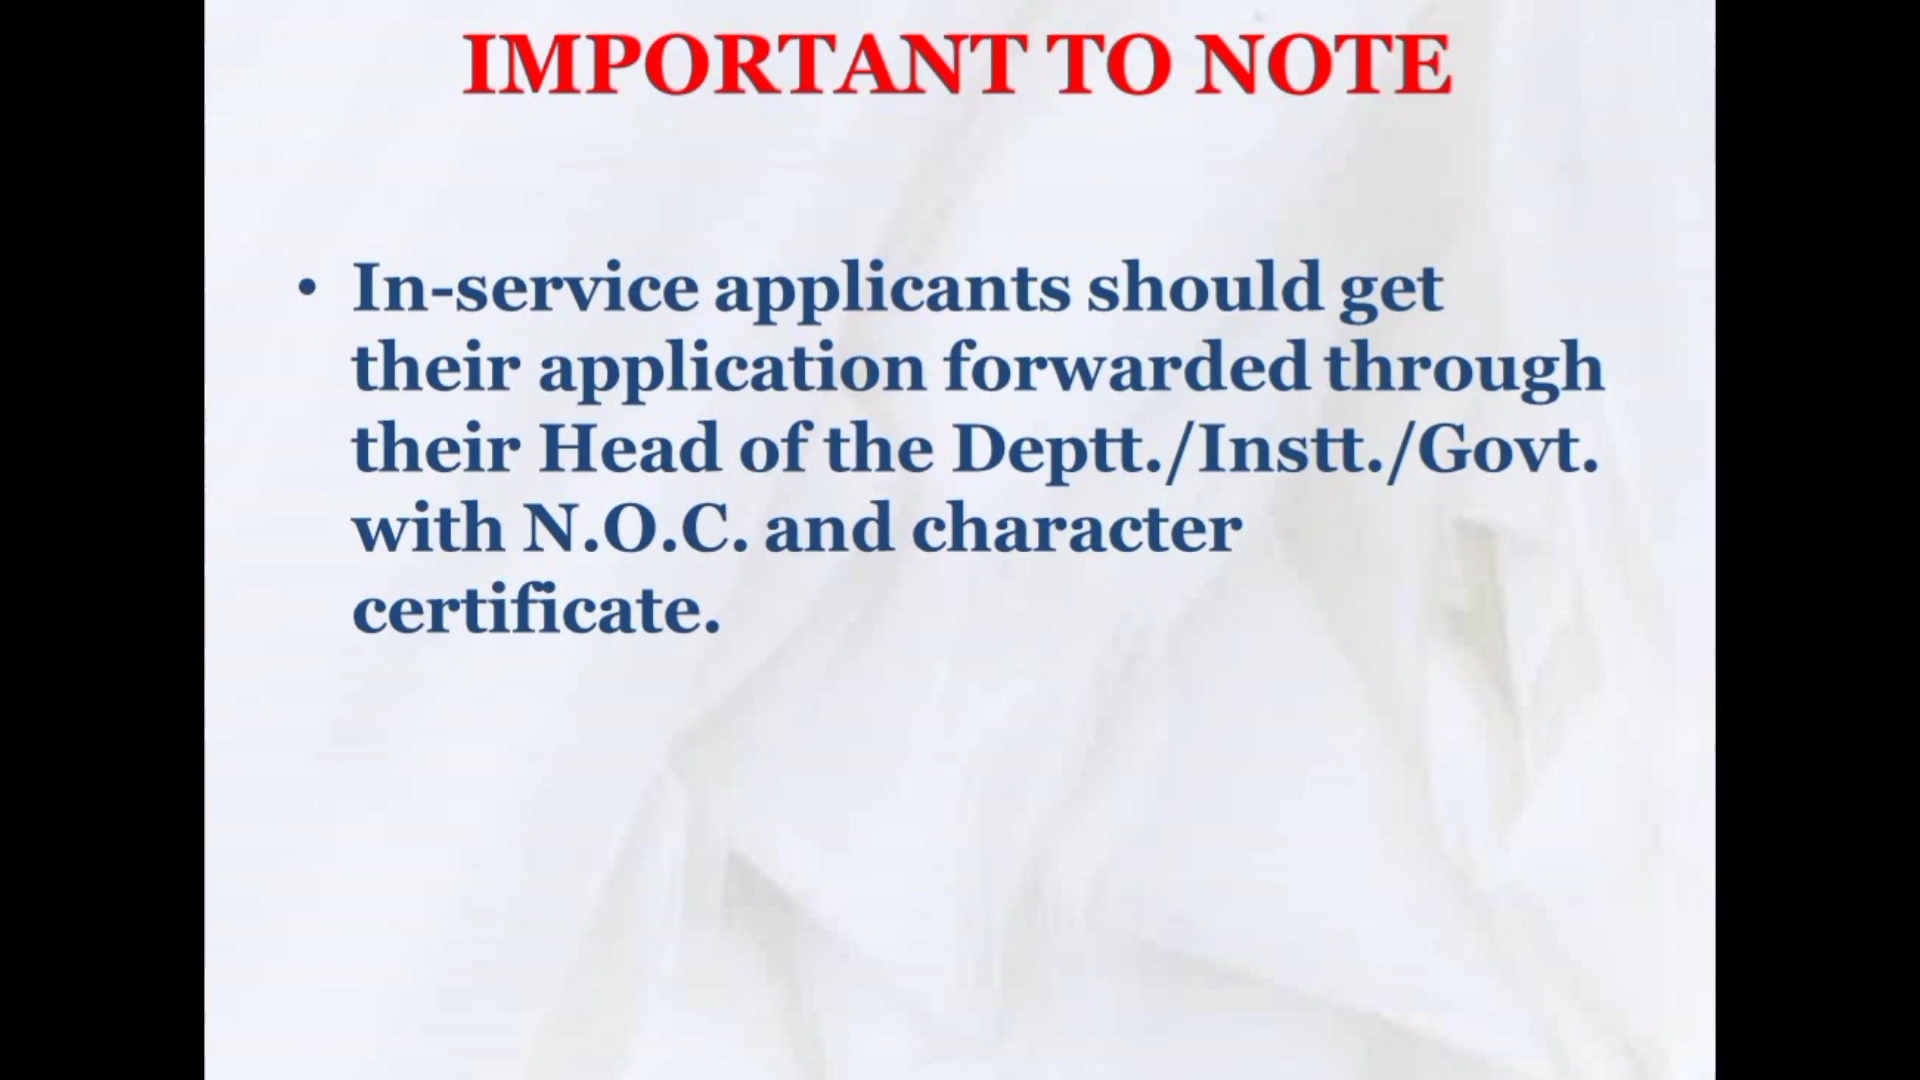 IMPORTANT TO NOTE
• In-service applicants should get
their application forwarded through
their Head of the Deptt./Instt./Govt.
with N.O.C. and character
certificate.